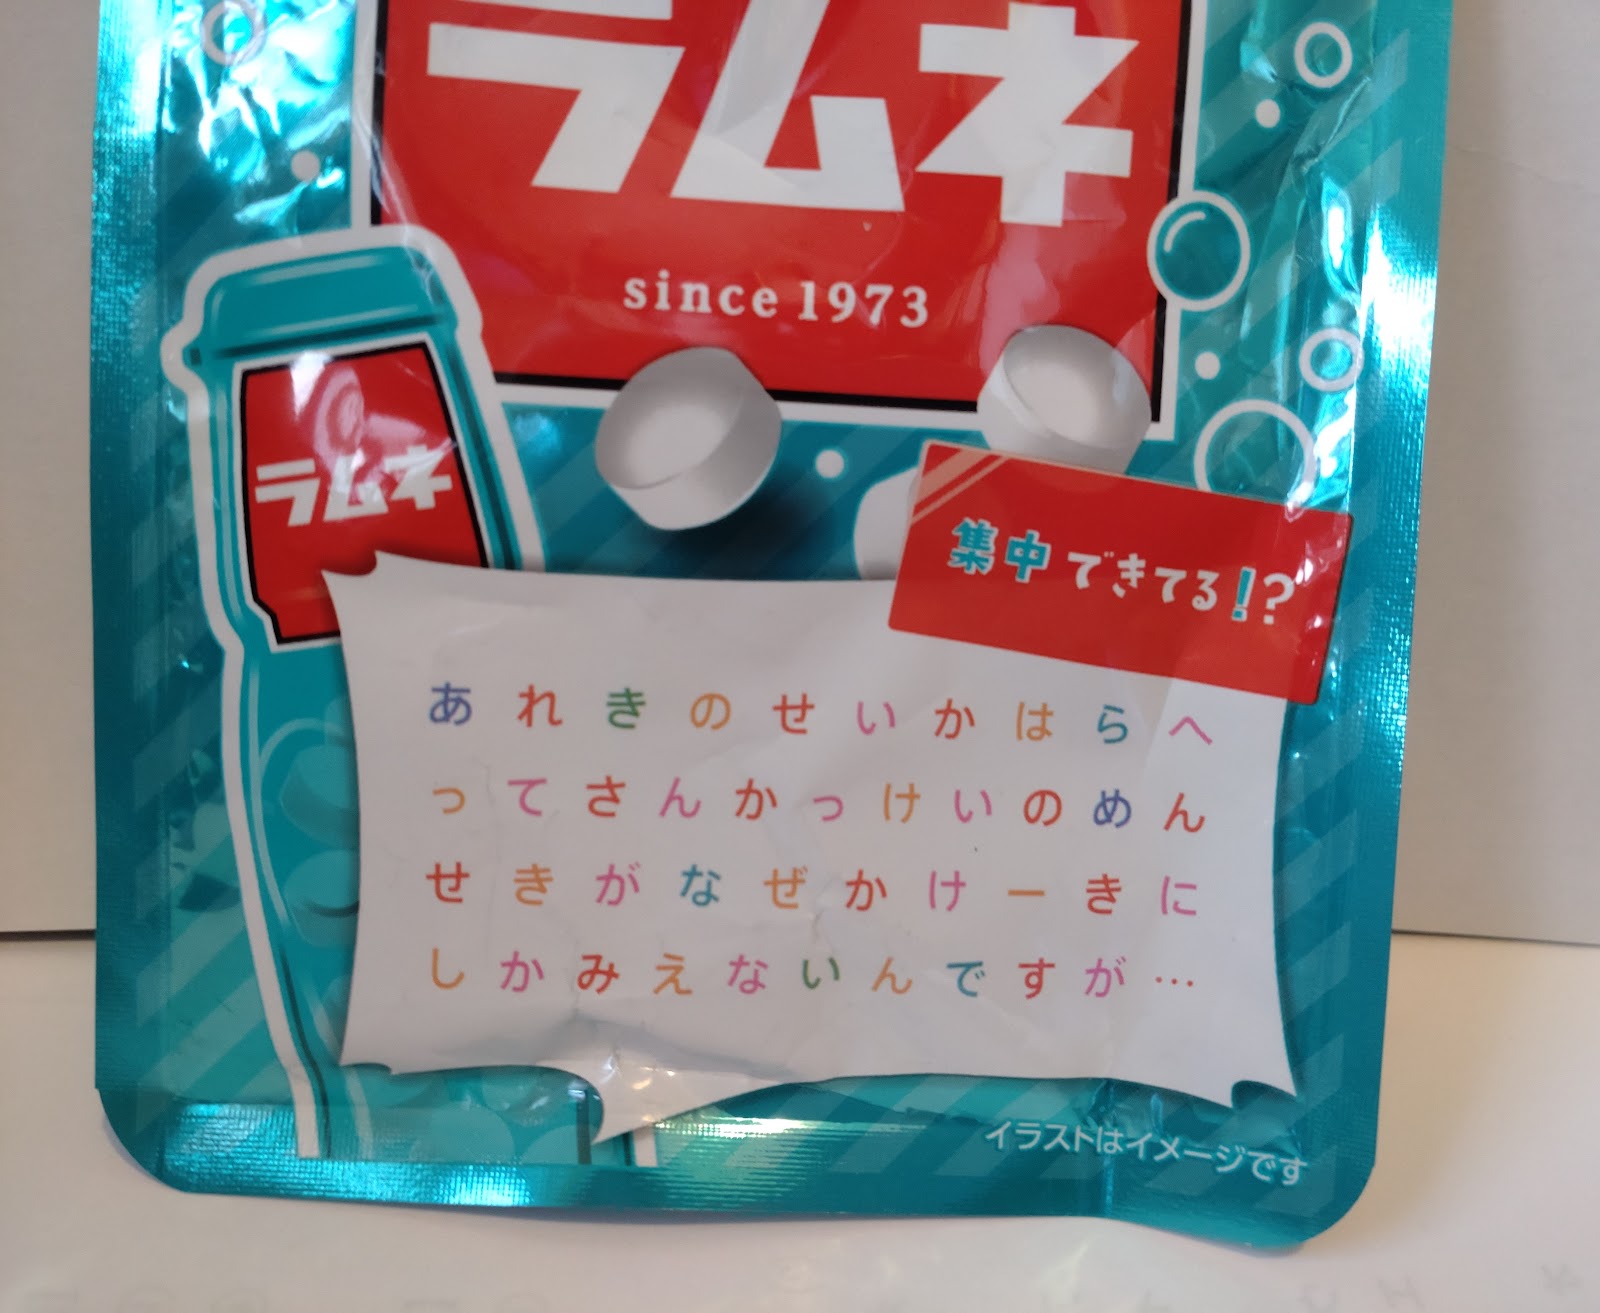 ラムネ
since 1973
ラムネ
集中できてる!?
あれきのせいかはらへ
ってさんかっけいのめん
せきがなぜかけーきに
しかみえないんですが…
イラストはイメージです